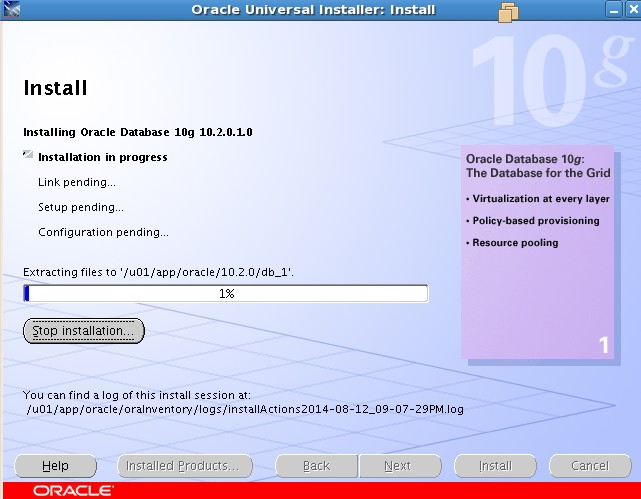 Oracle Universal Installer: Install
10g
Install
Installing Oracle Database 10g 10.2.0.1.0
Installation in progress
Link pending...
Setup pending...
Configuration pending...
Extracting files to '/u01/app/oracle/10.2.0/db_1'.
1%
Stop installation...
Oracle Database 10g:
The Database for the Grid
• Virtualization at every layer
• Policy-based provisioning
• Resource pooling
1
You can find a log of this install session at:
/u01/app/oracle/oraInventory/logs/installActions2014-08-12_09-07-29PM.log
Help
Installed Products...
Back
Next
Install
Cancel
ORACLE